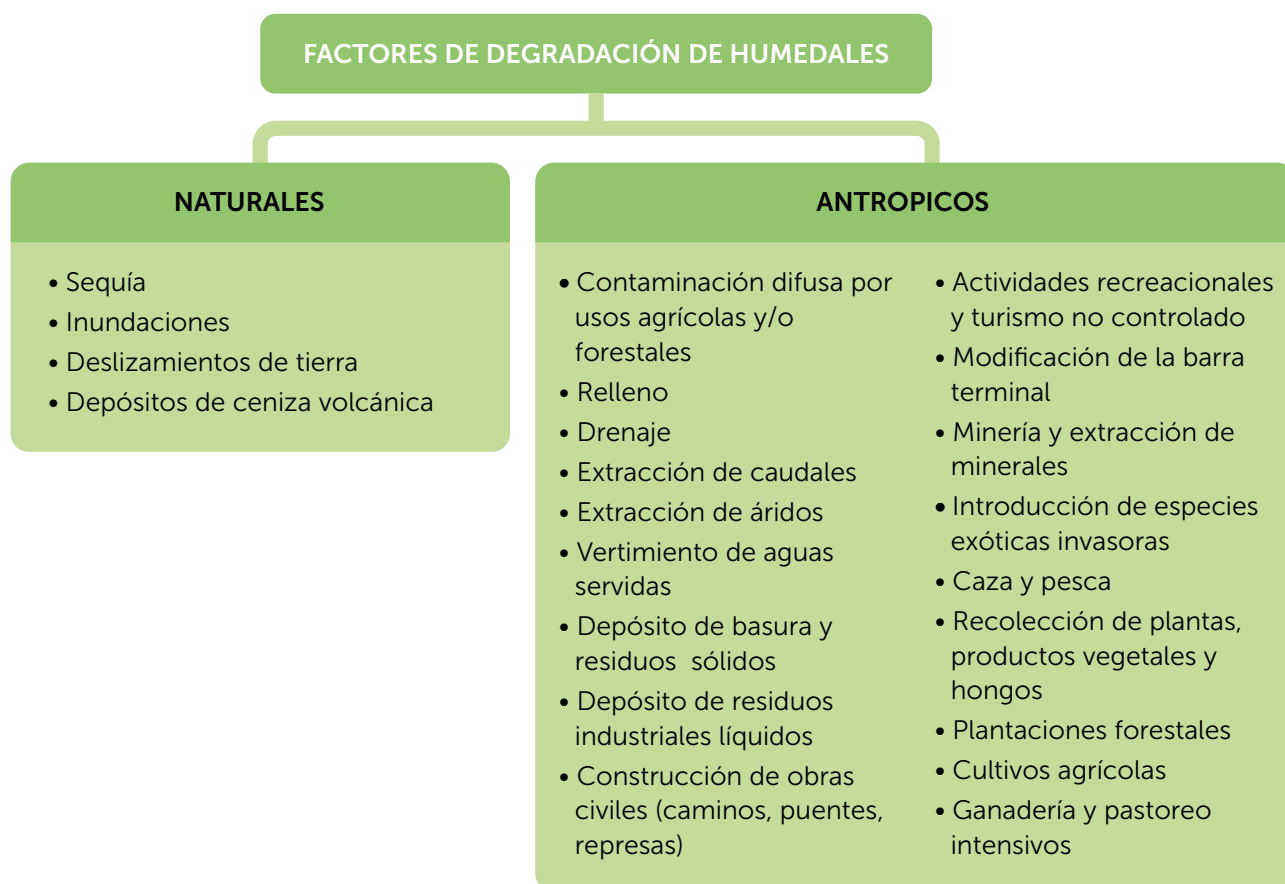 FACTORES DE DEGRADACIÓN DE HUMEDALES
NATURALES
• Sequía
• Inundaciones
• Deslizamientos de tierra
• Depósitos de ceniza volcánica
ANTROPICOS
• Contaminación difusa por
usos agrícolas y/o
forestales
• Relleno
• Drenaje
• Extracción de caudales
• Extracción de áridos
• Vertimiento de aguas
servidas
• Depósito de basura y
residuos sólidos
• Depósito de residuos
industriales líquidos
• Construcción de obras
civiles (caminos, puentes,
represas)
• Actividades recreacionales
y turismo no controlado
• Modificación de la barra
terminal
• Minería y extracción de
minerales
• Introducción de especies
exóticas invasoras
• Caza y pesca
• Recolección de plantas,
productos vegetales y
hongos
• Plantaciones forestales
• Cultivos agrícolas
• Ganadería y pastoreo
intensivos